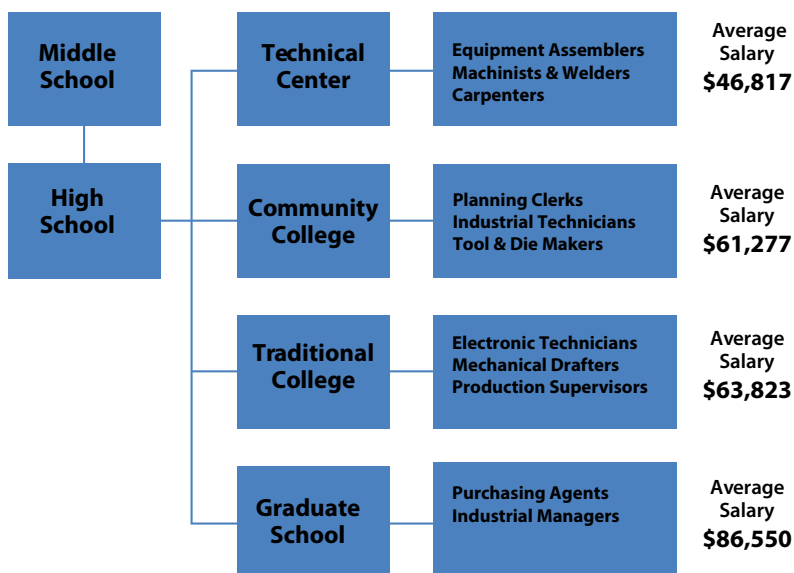 Middle
School
High
School
Technical
Center
Equipment Assemblers
Machinists & Welders
Carpenters
Average
Salary
$46,817
Community
College
Planning Clerks
Industrial Technicians
Tool & Die Makers
Average
Salary
$61,277
Traditional
College
Electronic Technicians
Mechanical Drafters
Production Supervisors
Average
Salary
$63,823
Graduate
School
Purchasing Agents
Industrial Managers
Average
Salary
$86,550